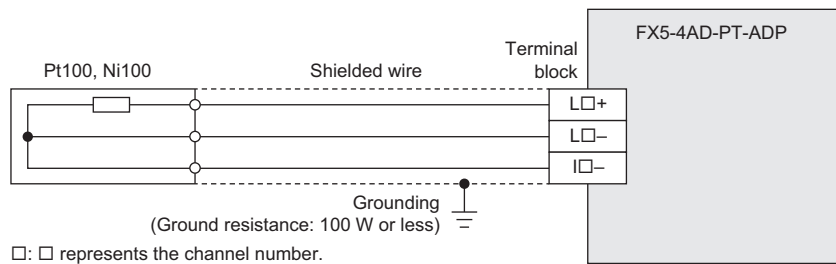 FX5-4AD-PT-ADP
Terminal
block
Pt100, Ni100
Shielded wire
L□+
L□–
I□–
Grounding
(Ground resistance: 100 W or less)
□: □ represents the channel number.